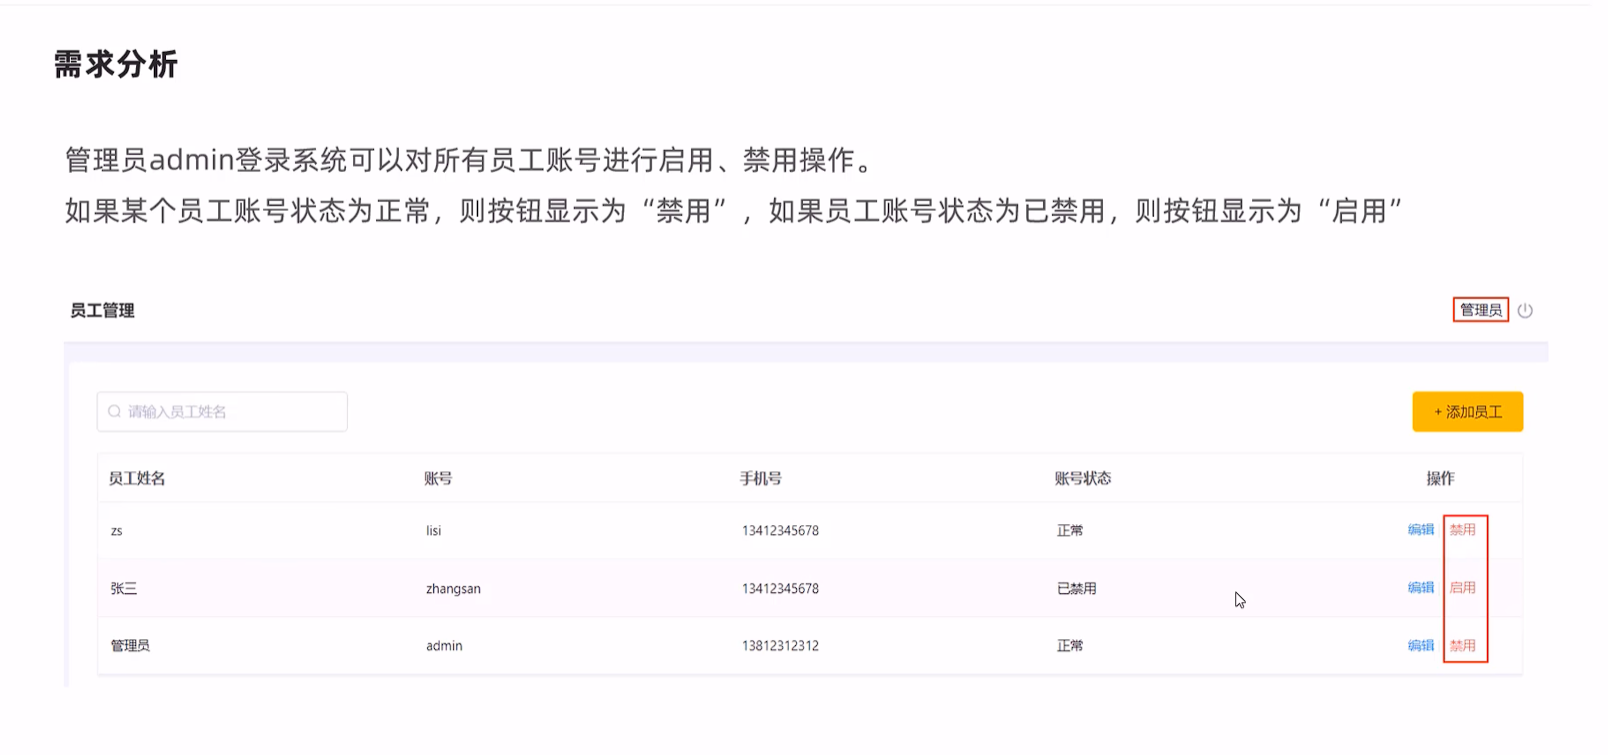 需求分析
管理员admin登录系统可以对所有员工账号进行启用、禁用操作。
如果某个员工账号状态为正常，则按钮显示为“禁用”，如果员工账号状态为已禁用，则按钮显示为“启用”
员工管理 管理员
请输入员工姓名 + 添加员工
员工姓名 账号 手机号 账号状态 操作
zs lisi 13412345678 正常 编辑 禁用
张三 zhangsan 13412345678 已禁用 编辑 启用
管理员 admin 13812312312 正常 编辑 禁用